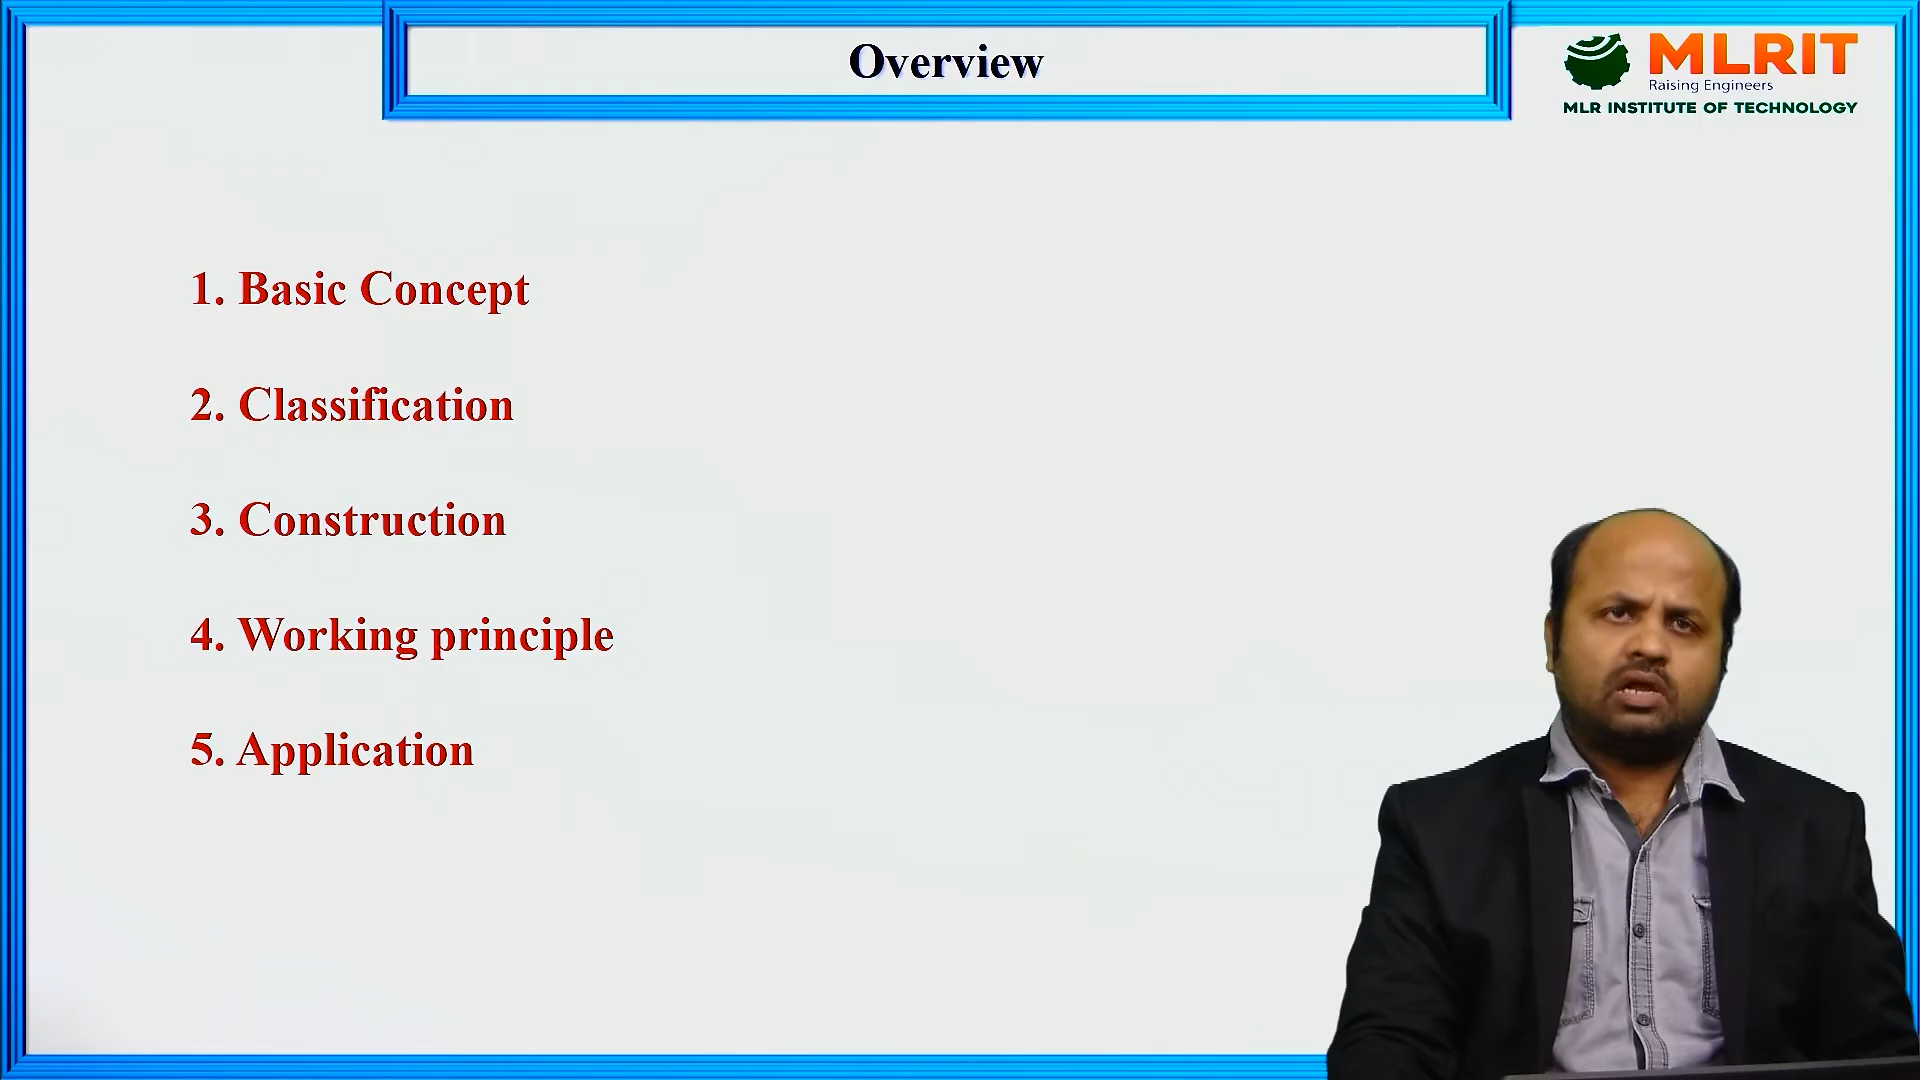 Overview
MLRIT
Raising Engineers
MLR INSTITUTE OF TECHNOLOGY
1. Basic Concept
2. Classification
3. Construction
4. Working principle
5. Application